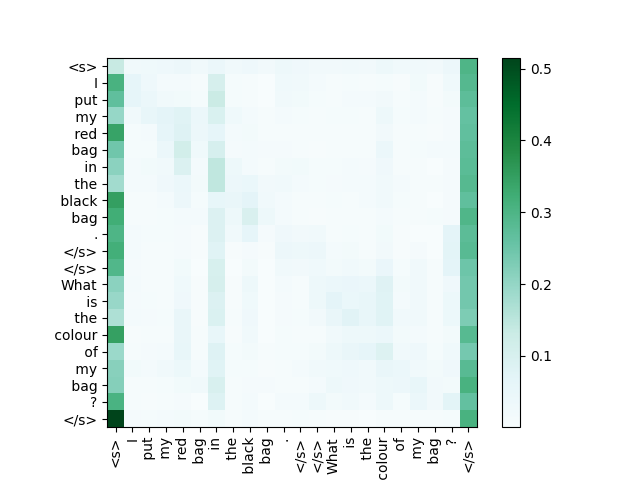 <s>
I
put
my
red
bag
in
the
black
bag
.
</s>
</s>
What
is
the
colour
of
my
bag
?
</s>
<s>
I
put
my
red
bag
in
the
black
bag
.
</s>
</s>
What
is
the
colour
of
my
bag
?
</s>
0.5
0.4
0.3
0.2
0.1